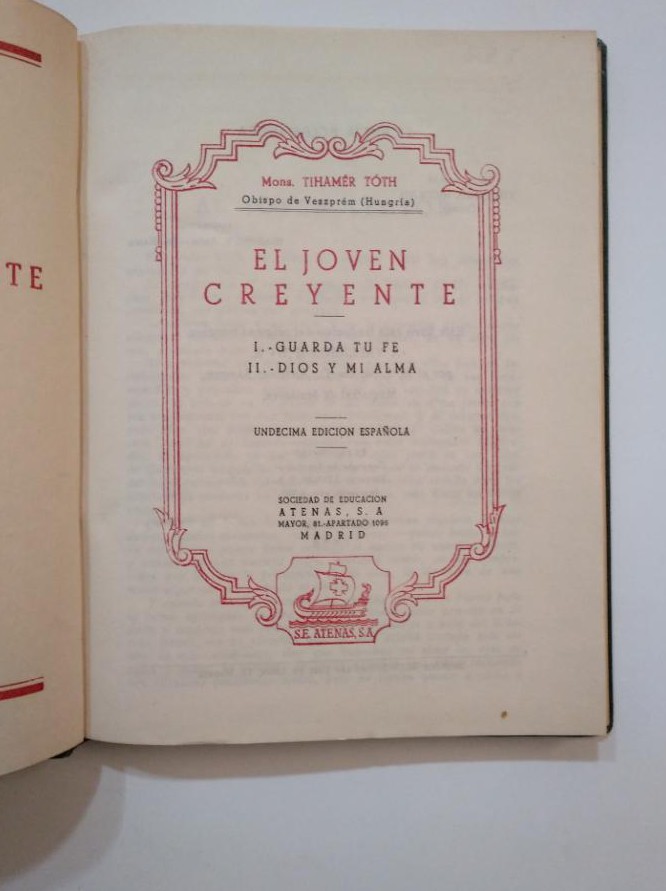 NTE
Mons. TIHAMÉR TÓTH
Obispo de Veszprém (Hungría)
EL JOVEN
CREYENTE
I.-GUARDA TU FE
II.-DIOS Y MI ALMA
UNDECIMA EDICION ESPAÑOLA
SOCIEDAD DE EDUCACION
ATENAS, S. A
MAYOR, 81.-APARTADO 1096
MADRID
S.E. ATENAS, S.A.